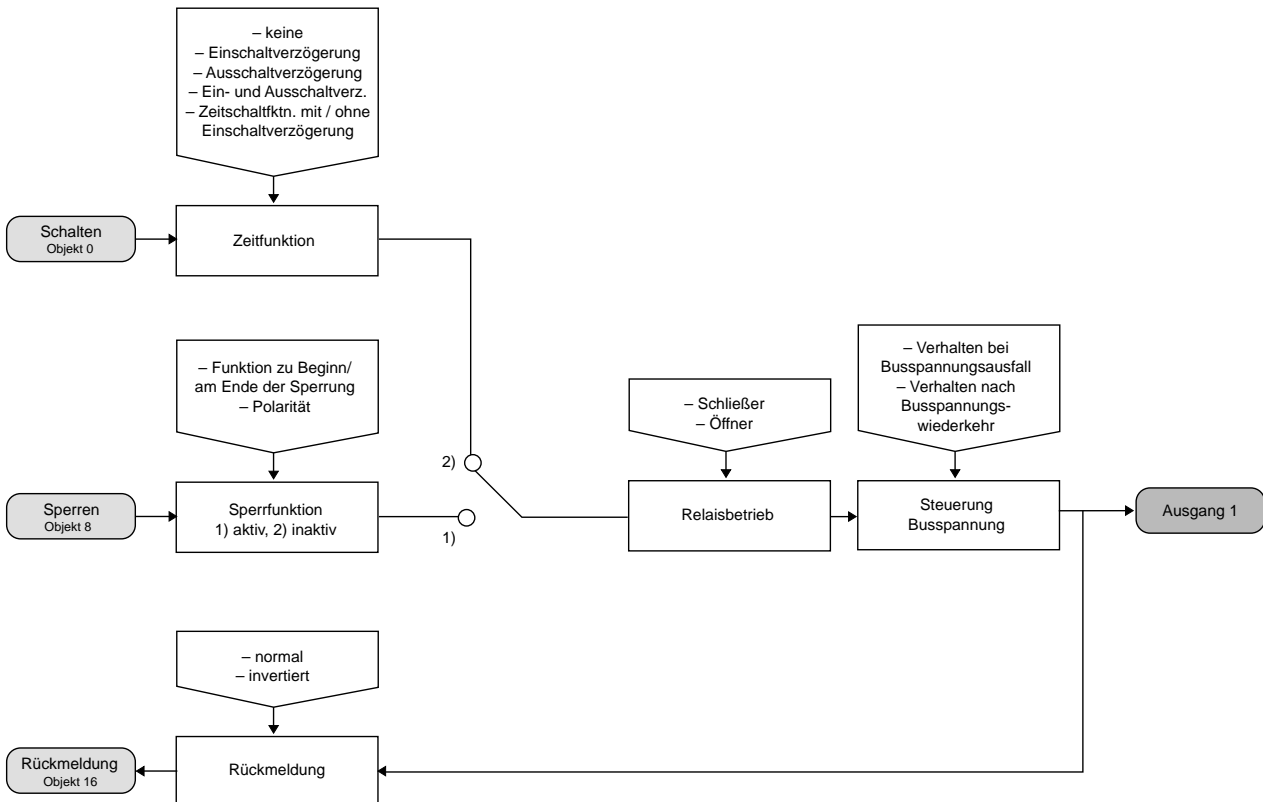 – keine
– Einschaltverzögerung
– Ausschaltverzögerung
– Ein- und Ausschaltverz.
– Zeitschaltfktn. mit / ohne
Einschaltverzögerung
Schalten
Objekt 0
Zeitfunktion
– Funktion zu Beginn/
am Ende der Sperrung
– Polarität
– Schließer
– Öffner
– Verhalten bei
Busspannungsausfall
– Verhalten nach
Busspannungs-
wiederkehr
2)
Sperren
Objekt 8
Sperrfunktion
1) aktiv, 2) inaktiv
1)
Relaisbetrieb
Steuerung
Busspannung
Ausgang 1
– normal
– invertiert
Rückmeldung
Objekt 16
Rückmeldung